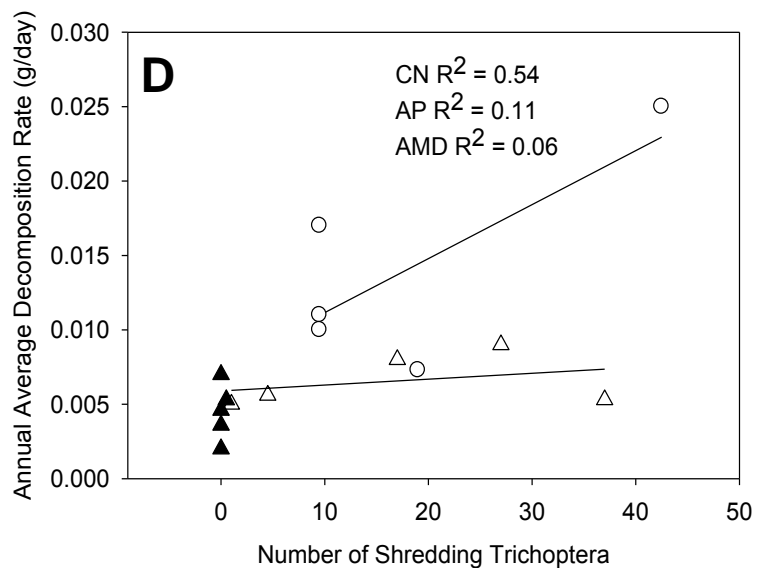 D
CN R² = 0.54
AP R² = 0.11
AMD R² = 0.06
Annual Average Decomposition Rate (g/day)
0.030
0.025
0.020
0.015
0.010
0.005
0.000
0 10 20 30 40 50
Number of Shredding Trichoptera